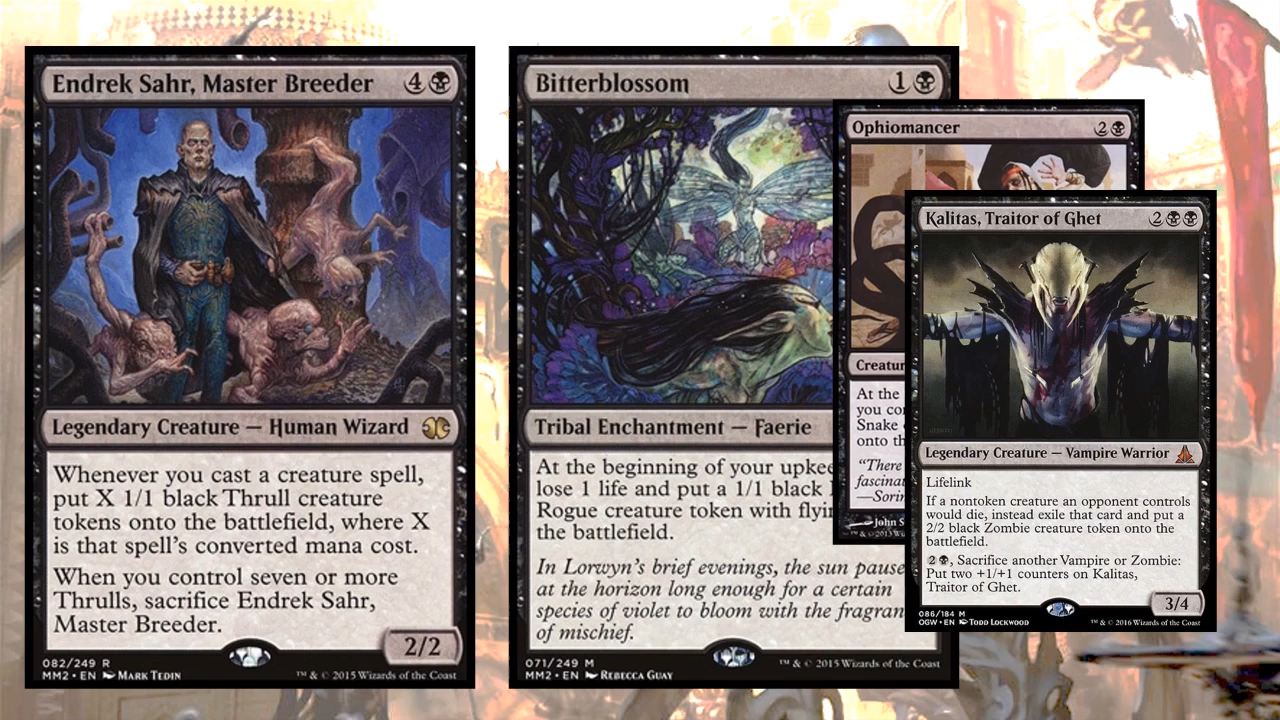 Endrek Sahr, Master Breeder 4
Legendary Creature — Human Wizard
Whenever you cast a creature spell,
put X 1/1 black Thrull creature
tokens onto the battlefield, where X
is that spell's converted mana cost.
When you control seven or more
Thrulls, sacrifice Endrek Sahr,
Master Breeder.
2/2
082/249 R
MM2 • EN Mark Tedin
™ & © 2015 Wizards of the Coast
Bitterblossom 1
Tribal Enchantment — Faerie
At the beginning of your upkee
lose 1 life and put a 1/1 black
Rogue creature token with flyin
the battlefield.
In Lorwyn's brief evenings, the sun pause
at the horizon long enough for a certain
species of violet to bloom with the fragran
of mischief.
071/249 M
MM2 • EN Rebecca Guay
™ & © 2015 Wizards of the Coast
Ophiomancer 2
Creatur
At the
you co
Snake
onto th
“There
fascinat
—Sorin
John S
™ & © 2013 Wi
Kalitas, Traitor of Ghet 2
Legendary Creature — Vampire Warrior
Lifelink
If a nontoken creature an opponent controls
would die, instead exile that card and put a
2/2 black Zombie creature token onto the
battlefield.
2, Sacrifice another Vampire or Zombie:
Put two +1/+1 counters on Kalitas,
Traitor of Ghet.
3/4
086/184 M
OGW • EN Todd Lockwood
™ & © 2016 Wizards of the Coast